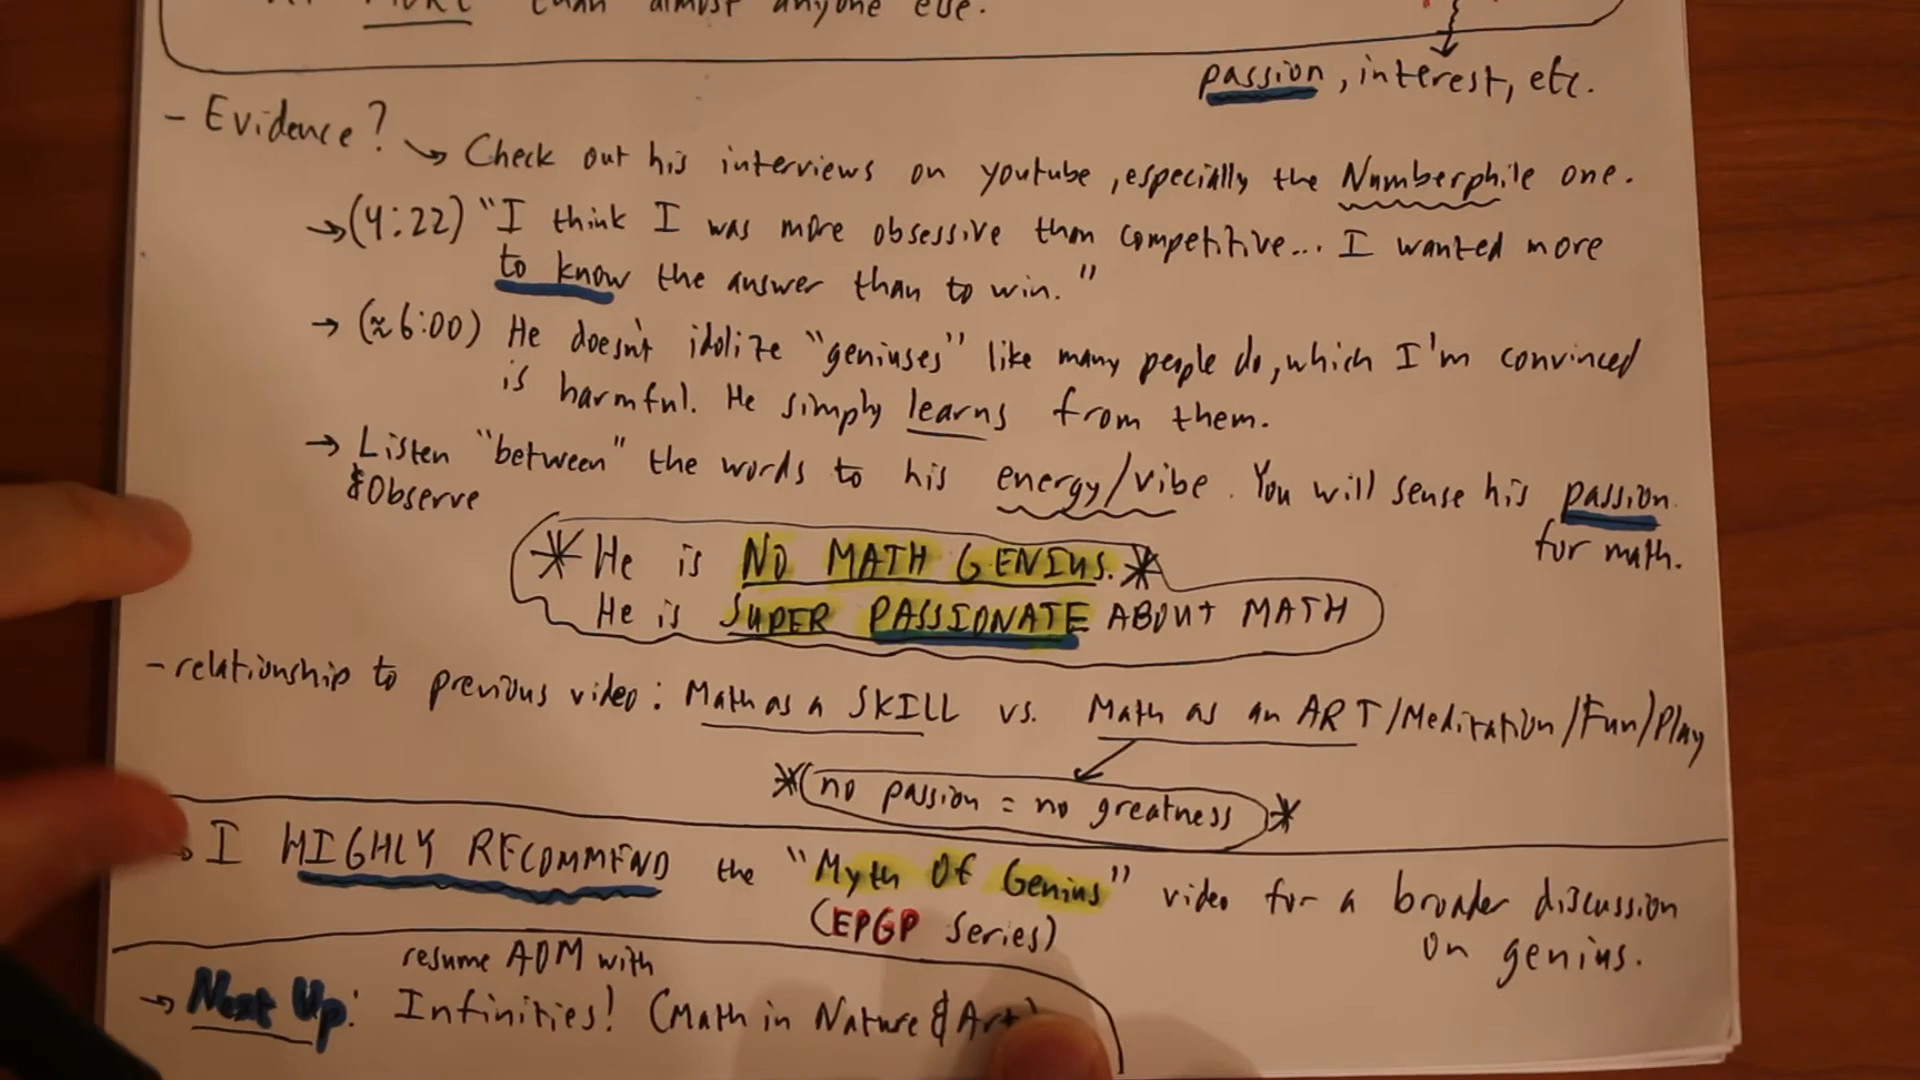 MORE than almost anyone else.
passion, interest, etc.
- Evidence? → Check out his interviews on youtube, especially the Numberphile one.
→ (4:22) "I think I was more obsessive than competitive... I wanted more
to know the answer than to win."
→ (≈6:00) He doesn't idolize "geniuses" like many people do, which I'm convinced
is harmful. He simply learns from them.
→ Listen "between" the words to his energy/vibe. You will sense his passion
& Observe
for math.
* He is NO MATH GENIUS. *
He is SUPER PASSIONATE ABOUT MATH
- relationship to previous video: Math as a SKILL vs. Math as an ART/Meditation/Fun/Play
* no passion = no greatness *
→ I HIGHLY RECOMMEND the "Myth Of Genius" video for a broader discussion
(EPGP series)
on genius.
resume ADM with
→ Next Up: Infinities! (Math in Nature & Art)